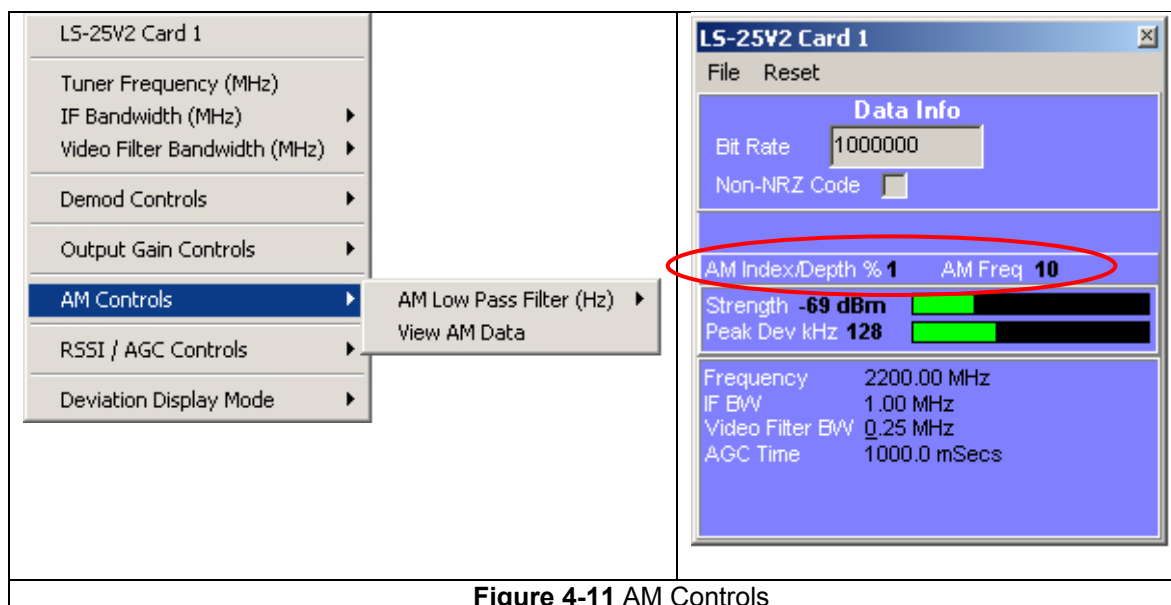 LS-25V2 Card 1
Tuner Frequency (MHz)
IF Bandwidth (MHz)
Video Filter Bandwidth (MHz)
Demod Controls
Output Gain Controls
AM Controls
AM Low Pass Filter (Hz)
View AM Data
RSSI / AGC Controls
Deviation Display Mode
LS-25V2 Card 1
File Reset
Data Info
Bit Rate 1000000
Non-NRZ Code
AM Index/Depth % 1 AM Freq 10
Strength -69 dBm
Peak Dev kHz 128
Frequency 2200.00 MHz
IF BW 1.00 MHz
Video Filter BW 0.25 MHz
AGC Time 1000.0 mSecs
Figure 4-11 AM Controls